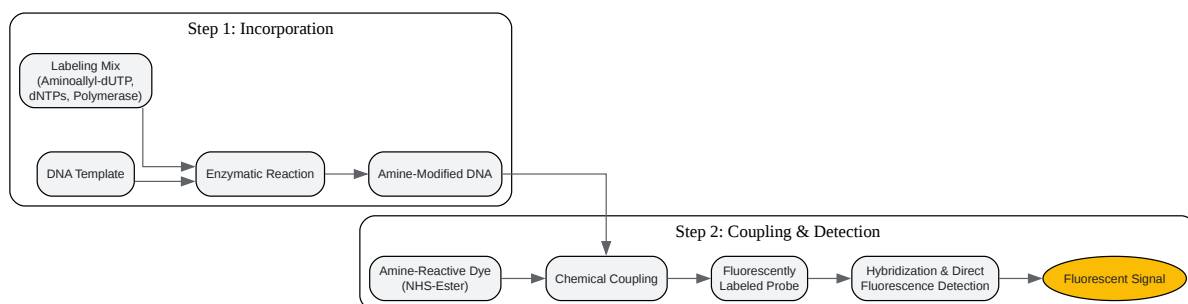 Step 1: Incorporation
Labeling Mix
(Aminoallyl-dUTP,
dNTPs, Polymerase)
DNA Template
Enzymatic Reaction
Amine-Modified DNA
Step 2: Coupling & Detection
Amine-Reactive Dye
(NHS-Ester)
Chemical Coupling
Fluorescently
Labeled Probe
Hybridization & Direct
Fluorescence Detection
Fluorescent Signal